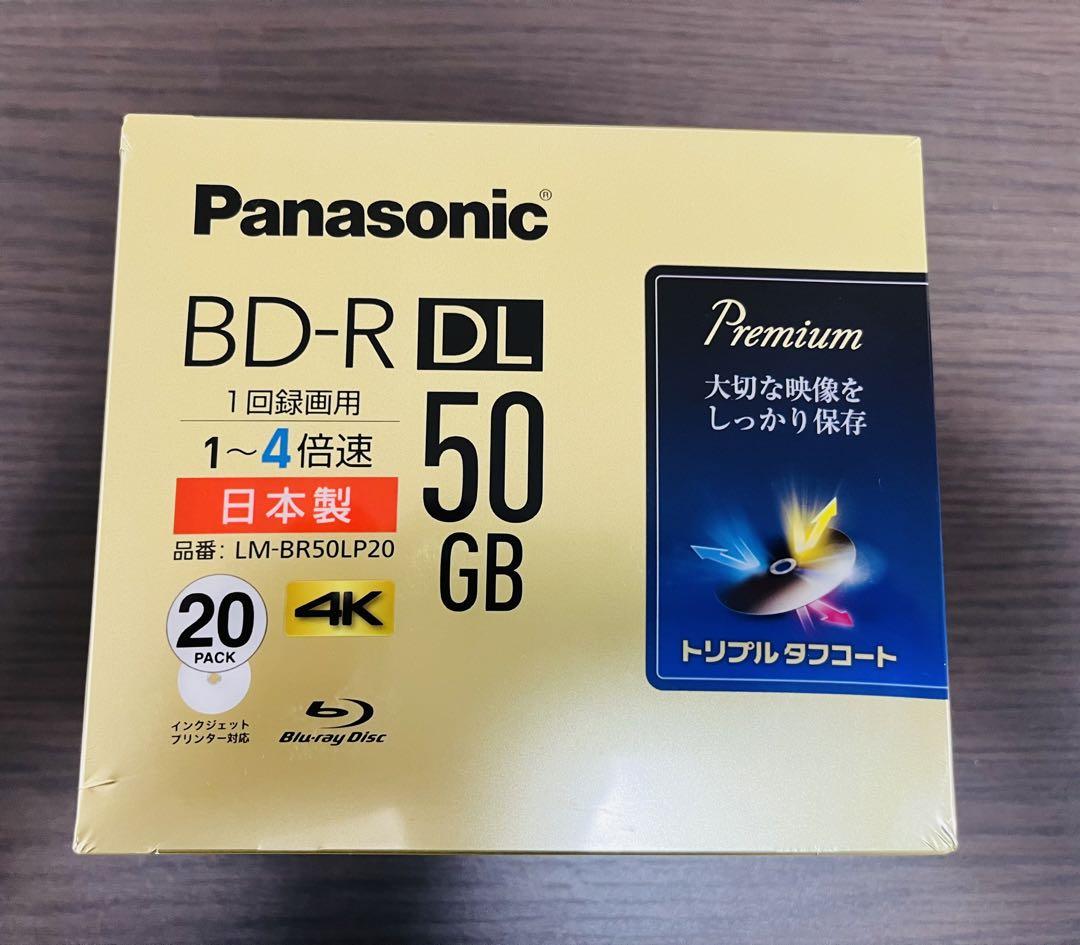 Panasonic®
BD-R DL
1回録画用
1～4倍速
50
GB
日本製
品番: LM-BR50LP20
20
PACK
4K
インクジェット
プリンター対応
Blu-ray Disc
Premium
大切な映像を
しっかり保存
トリプル タフコート